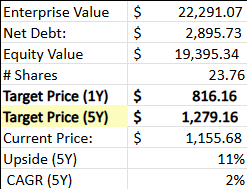 Enterprise Value $ 22,291.07
Net Debt: $ 2,895.73
Equity Value $ 19,395.34
# Shares 23.76
Target Price (1Y) $ 816.16
Target Price (5Y) $ 1,279.16
Current Price: $ 1,155.68
Upside (5Y) 11%
CAGR (5Y) 2%